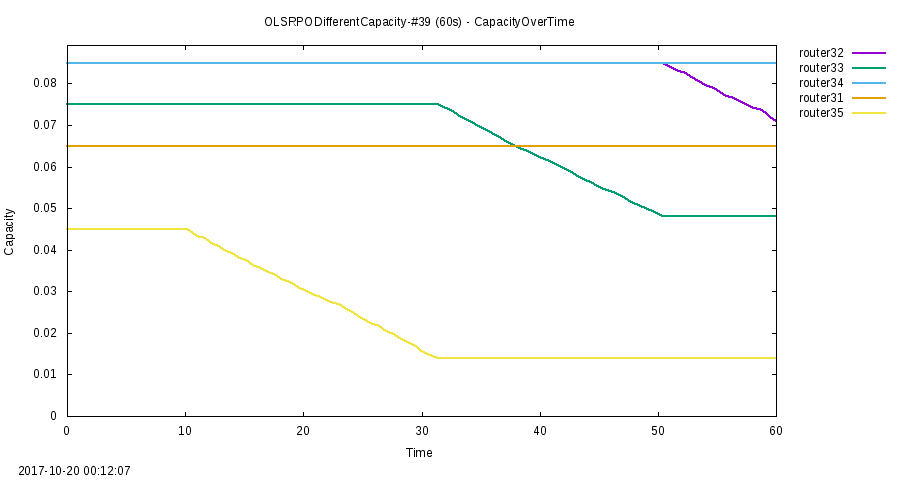 OLSRPODifferentCapacity-#39 (60s) - CapacityOverTime
router32
router33
router34
router31
router35
0.08
0.07
0.06
0.05
0.04
0.03
0.02
0.01
0
Capacity
0 10 20 30 40 50 60
Time
2017-10-20 00:12:07